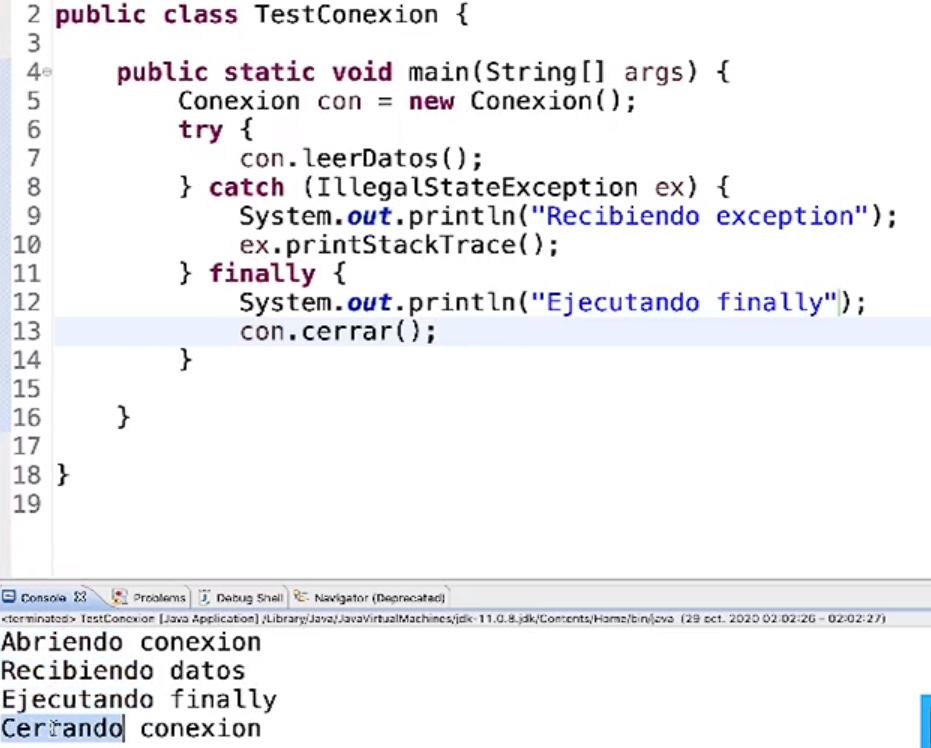 2 public class TestConexion {
3
4 public static void main(String[] args) {
5 Conexion con = new Conexion();
6 try {
7 con.leerDatos();
8 } catch (IllegalStateException ex) {
9 System.out.println("Recibiendo exception");
10 ex.printStackTrace();
11 } finally {
12 System.out.println("Ejecutando finally");
13 con.cerrar();
14 }
15
16 }
17
18 }
19
Console Problems Debug Shell Navigator (Deprecated)
<terminated> TestConexion [Java Application] /Library/Java/JavaVirtualMachines/jdk-11.0.8.jdk/Contents/Home/bin/java (29 oct. 2020 02:02:26 – 02:02:27)
Abriendo conexion
Recibiendo datos
Ejecutando finally
Cerrando conexion